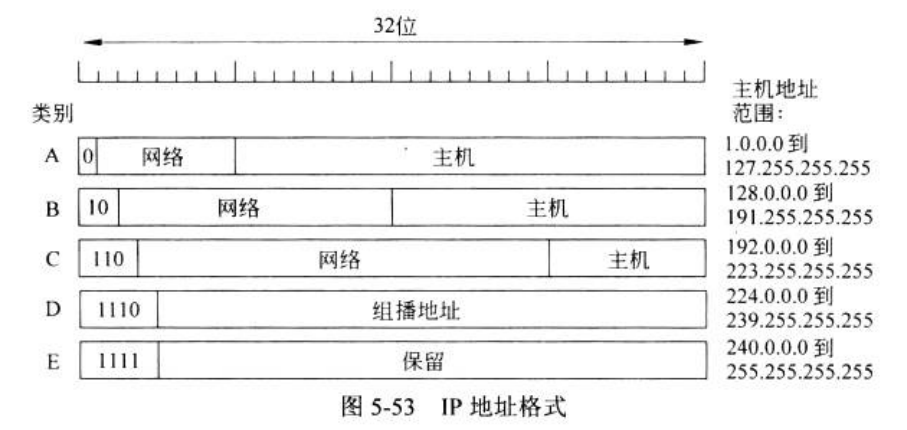 32位
类别
主机地址
范围：
A 0 网络 主机 1.0.0.0 到
127.255.255.255
B 10 网络 主机 128.0.0.0 到
191.255.255.255
C 110 网络 主机 192.0.0.0 到
223.255.255.255
D 1110 组播地址 224.0.0.0 到
239.255.255.255
E 1111 保留 240.0.0.0 到
255.255.255.255
图 5-53 IP 地址格式